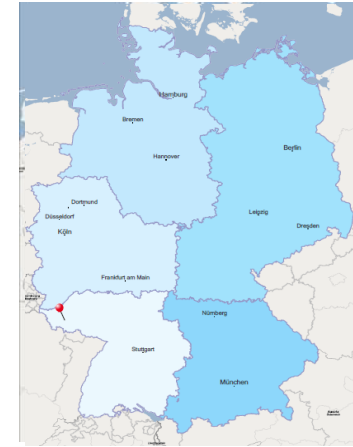 Hamburg
Bremen
Hannover
Berlin
Dortmund
Düsseldorf
Leipzig
Köln
Dresden
Frankfurt am Main
Nürnberg
Stuttgart
München